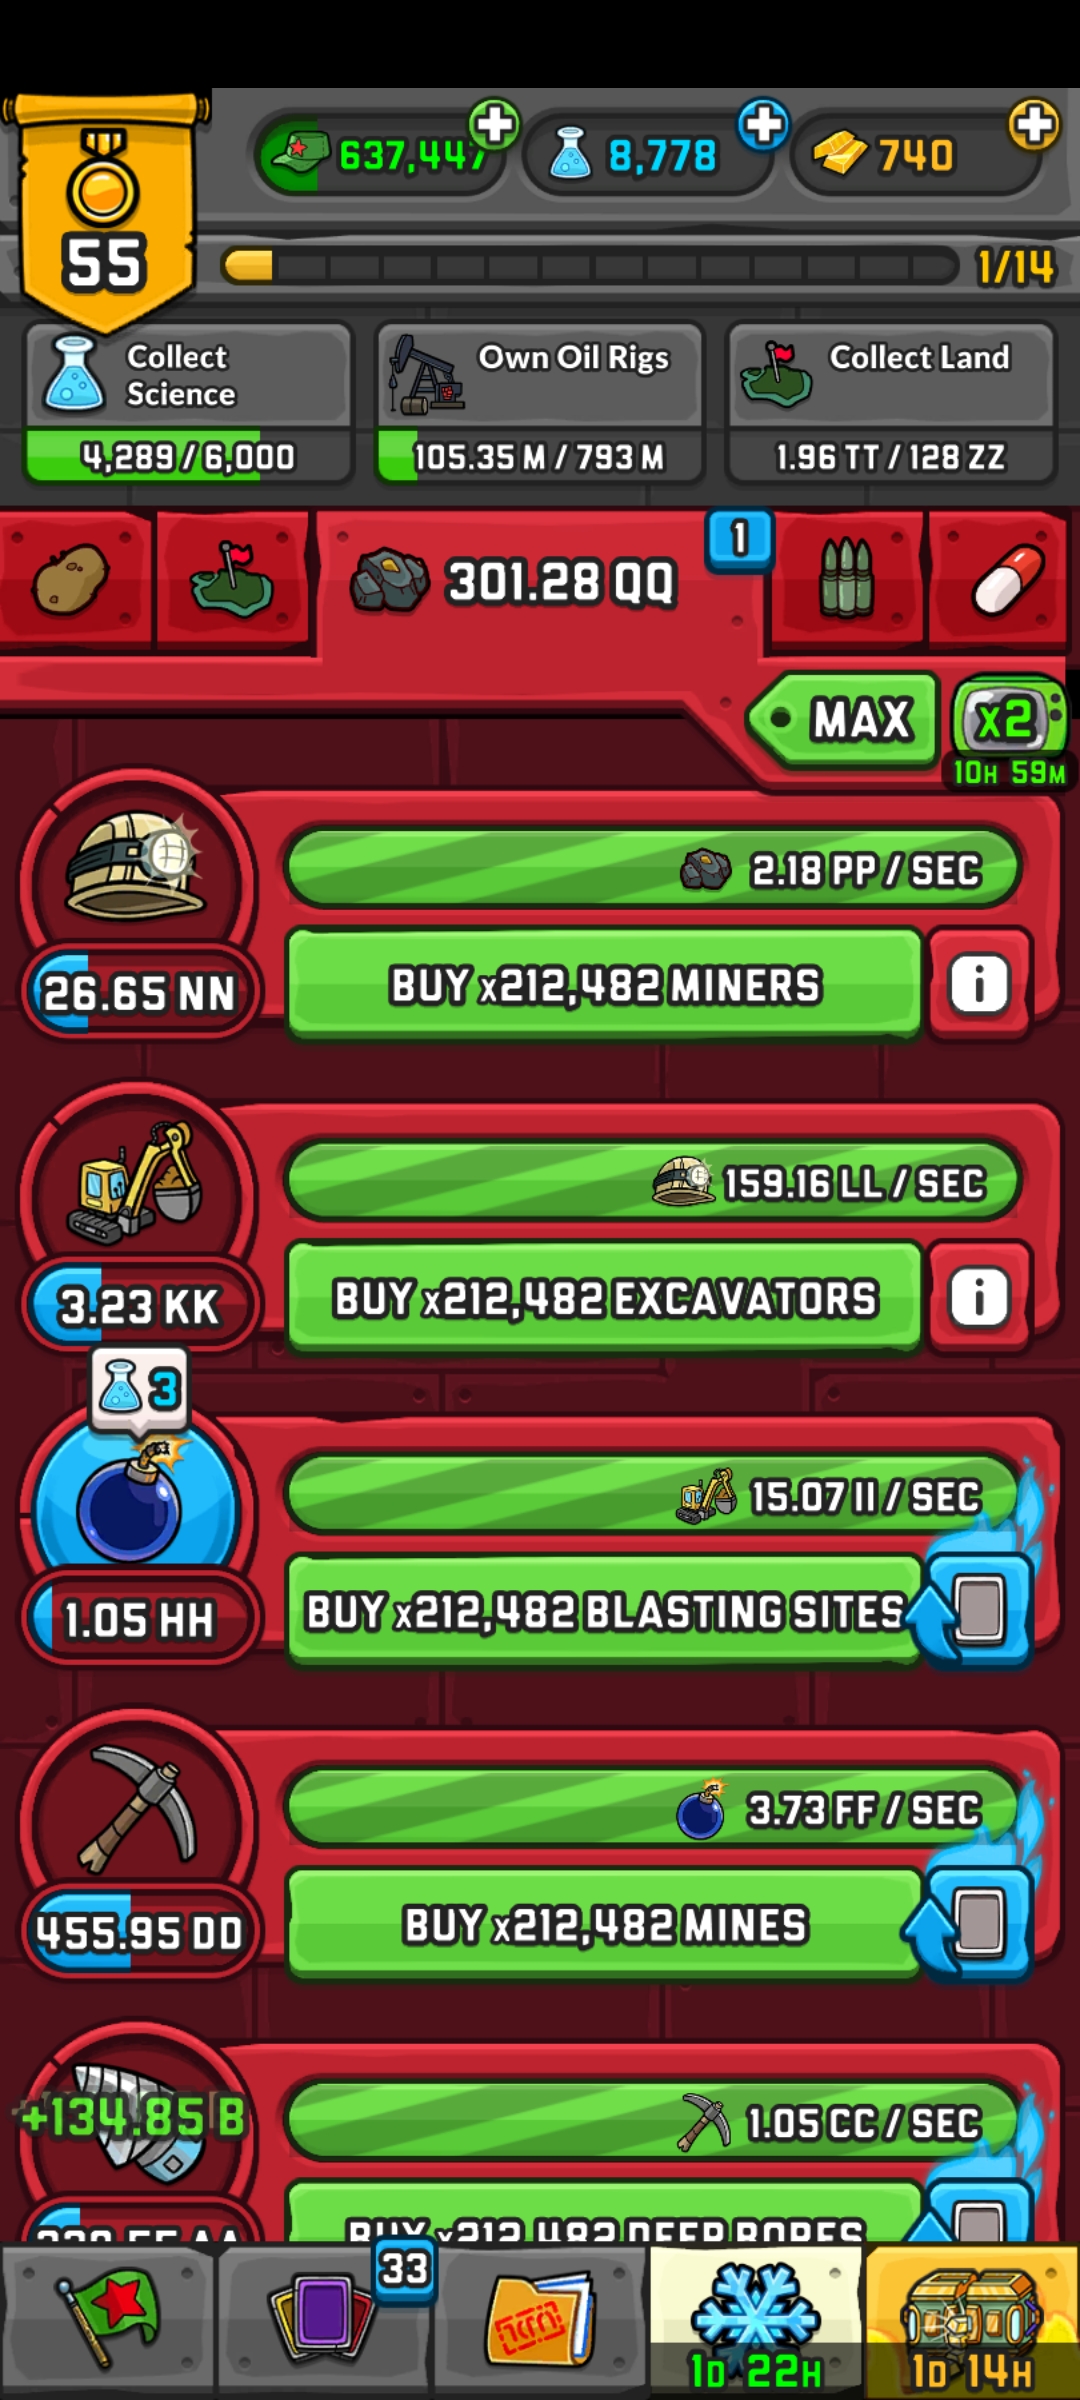 55
637,447
8,778
740
1/14
Collect
Science
4,289/6,000
Own Oil Rigs
105.35 M / 793 M
Collect Land
1.96 TT / 128 ZZ
301.28 QQ
1
MAX
x2
10H 59M
2.18 PP / SEC
26.65 NN
BUY x212,482 MINERS
i
159.16 LL / SEC
3.23 KK
BUY x212,482 EXCAVATORS
i
3
15.07 II / SEC
1.05 HH
BUY x212,482 BLASTING SITES
3.73 FF / SEC
455.95 DD
BUY x212,482 MINES
+134.85 B
1.05 CC / SEC
BUY x212,482 DEEP BORES
33
1D 22H
1D 14H